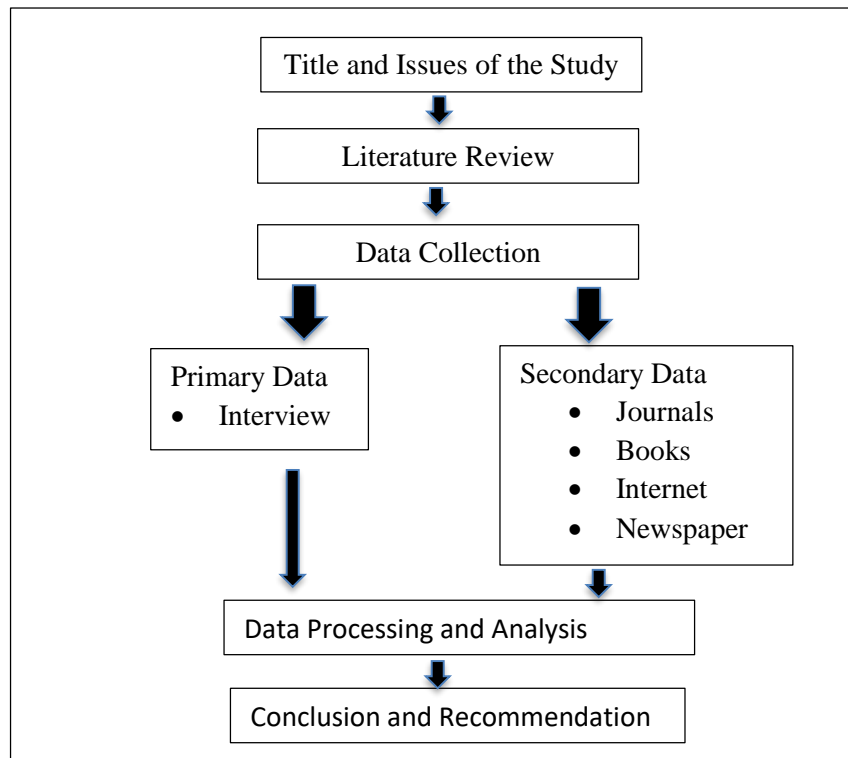 Title and Issues of the Study
Literature Review
Data Collection
Primary Data
• Interview
Secondary Data
• Journals
• Books
• Internet
• Newspaper
Data Processing and Analysis
Conclusion and Recommendation